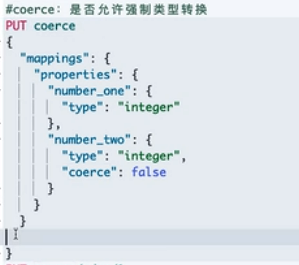 #coerce：是否允许强制类型转换
PUT coerce
{
  "mappings": {
    "properties": {
      "number_one": {
        "type": "integer"
      },
      "number_two": {
        "type": "integer",
        "coerce": false
      }
    }
  }

}